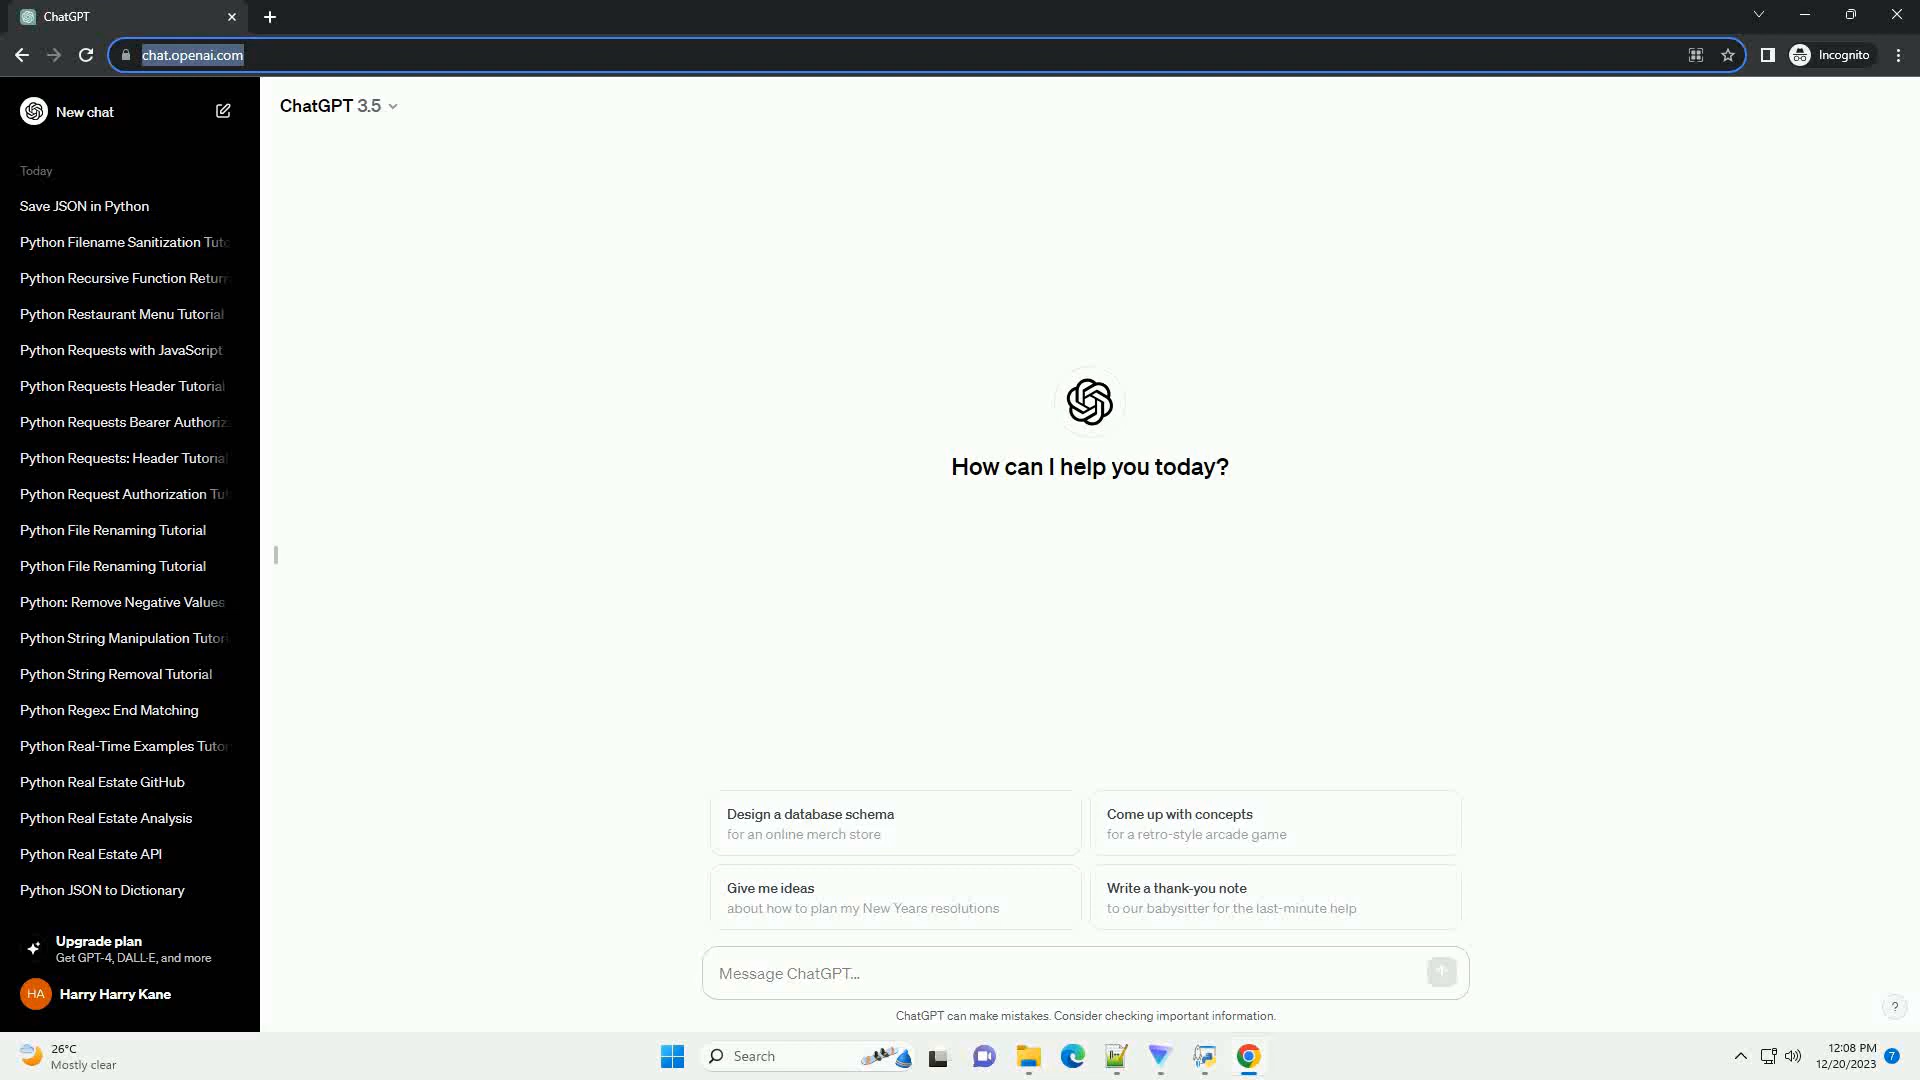 ChatGPT
chat.openai.com
Incognito
New chat
ChatGPT 3.5
Today
Save JSON in Python
Python Filename Sanitization Tuto
Python Recursive Function Return
Python Restaurant Menu Tutorial
Python Requests with JavaScript
Python Requests Header Tutorial
Python Requests Bearer Authoriz
Python Requests: Header Tutorial
Python Request Authorization Tut
Python File Renaming Tutorial
Python File Renaming Tutorial
Python: Remove Negative Values
Python String Manipulation Tutori
Python String Removal Tutorial
Python Regex: End Matching
Python Real-Time Examples Tutor
Python Real Estate GitHub
Python Real Estate Analysis
Python Real Estate API
Python JSON to Dictionary
Upgrade plan
Get GPT-4, DALL·E, and more
HA
Harry Harry Kane
How can I help you today?
Design a database schema
for an online merch store
Come up with concepts
for a retro-style arcade game
Give me ideas
about how to plan my New Years resolutions
Write a thank-you note
to our babysitter for the last-minute help
Message ChatGPT...
ChatGPT can make mistakes. Consider checking important information.
?
26°C
Mostly clear
Search
12:08 PM
12/20/2023
7